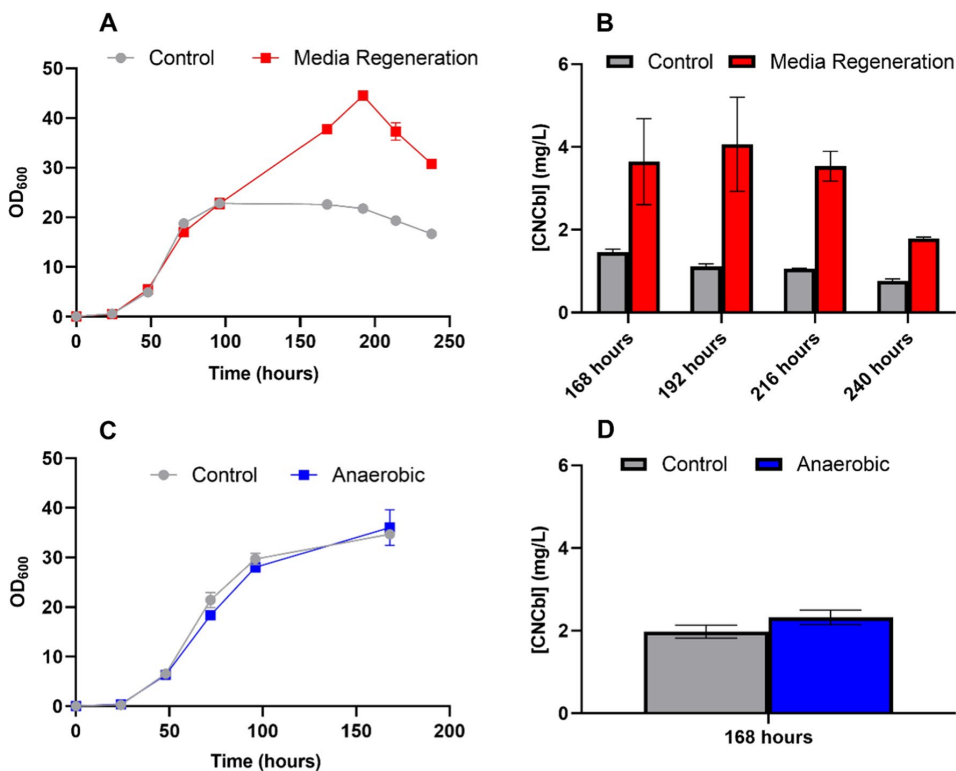 A
Control Media Regeneration
50
40
30
20
10
0
OD600
0 50 100 150 200 250
Time (hours)
B
Control Media Regeneration
6
4
2
0
[CNCbl] (mg/L)
168 hours
192 hours
216 hours
240 hours
C
Control Anaerobic
50
40
30
20
10
0
OD600
0 50 100 150 200
Time (hours)
D
Control Anaerobic
6
4
2
0
[CNCbl] (mg/L)
168 hours